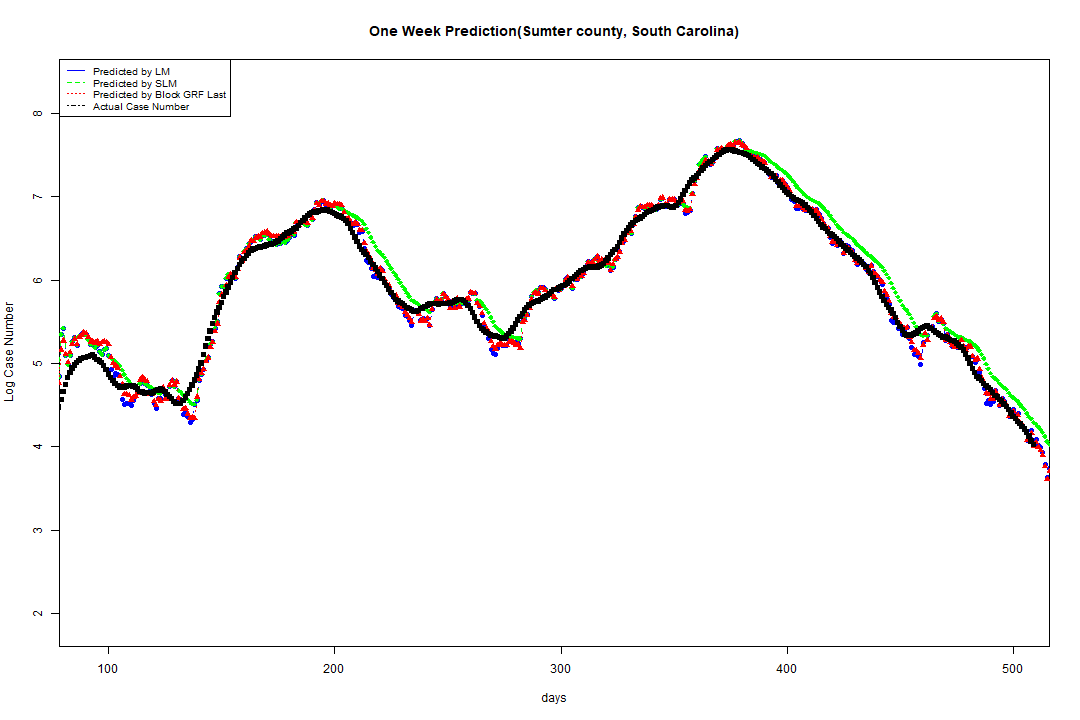 One Week Prediction(Sumter county, South Carolina)
Predicted by LM
Predicted by SLM
Predicted by Block GRF Last
Actual Case Number
8
7
6
5
4
3
2
Log Case Number
100 200 300 400 500
days